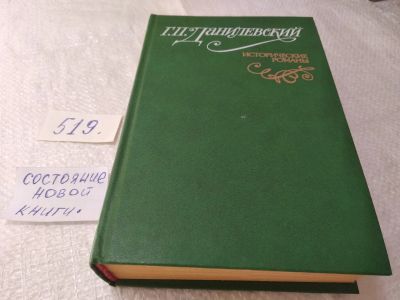 Г.П. Данилевский
ИСТОРИЧЕСКИЕ
РОМАНЫ
519.
СОСТОЯНИЕ
НОВОЙ
КНИГИ.